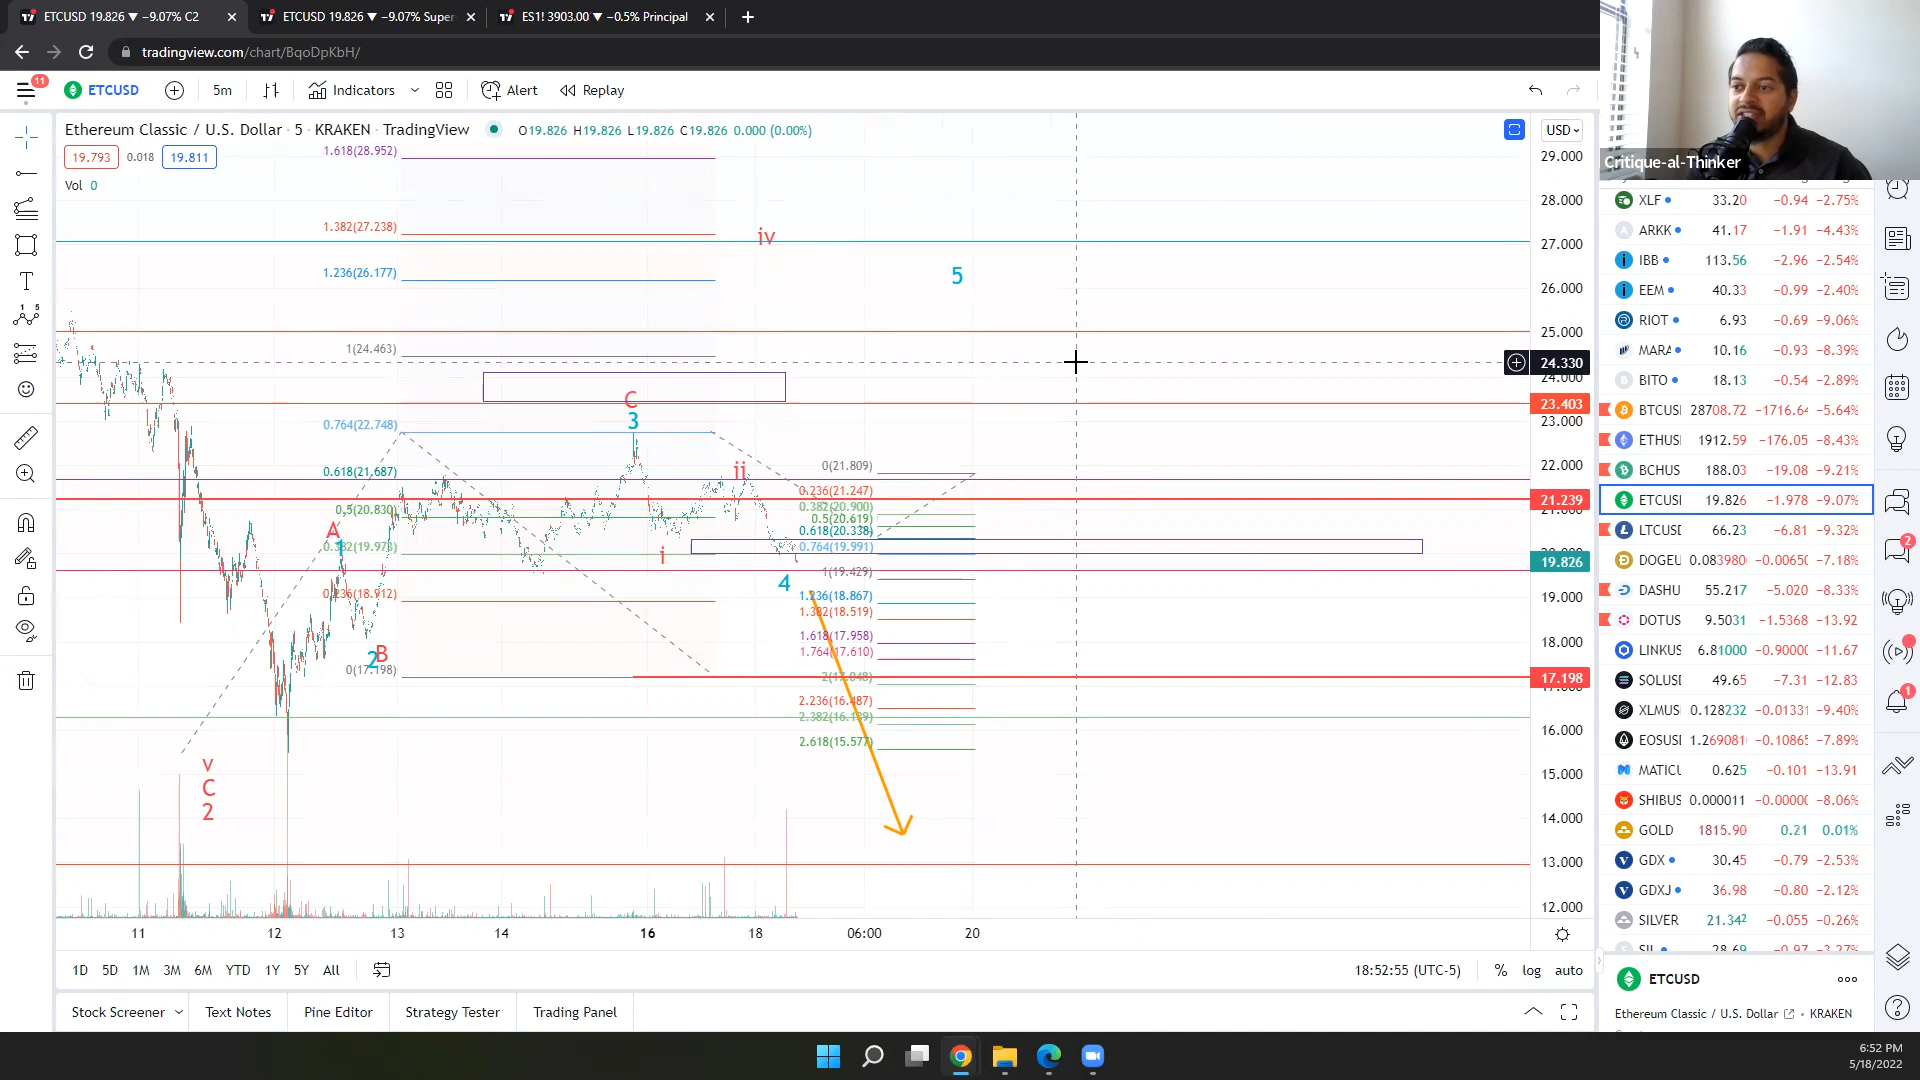 ETCUSD 19.826 ▼ −9.07% C2
ETCUSD 19.826 ▼ −9.07% Super
ES1! 3903.00 ▼ −0.5% Principal
tradingview.com/chart/BqoDpKbH/
11
ETCUSD
5m
Indicators
Alert
Replay
Ethereum Classic / U.S. Dollar · 5 · KRAKEN · TradingView
O19.826 H19.826 L19.826 C19.826 0.000 (0.00%)
USD
19.793
0.018
19.811
Vol 0
1.618(28.952)
1.382(27.238)
1.236(26.177)
1(24.463)
0.764(22.748)
0.618(21.687)
0.5(20.830)
0.382(19.973)
0.236(18.912)
0(17.198)
iv
5
C
3
ii
A
1
i
4
B
2
v
C
2
0(21.809)
0.236(21.247)
0.382(20.900)
0.5(20.619)
0.618(20.338)
0.764(19.991)
1(19.429)
1.236(18.867)
1.382(18.519)
1.618(17.958)
1.764(17.610)
2(17.048)
2.236(16.487)
2.382(16.139)
2.618(15.577)
29.000
28.000
27.000
26.000
25.000
24.330
24.000
23.403
23.000
22.000
21.239
21.000
19.826
19.000
18.000
17.198
16.000
15.000
14.000
13.000
12.000
11
12
13
14
16
18
06:00
20
1D 5D 1M 3M 6M YTD 1Y 5Y All
18:52:55 (UTC-5)
% log auto
Stock Screener
Text Notes
Pine Editor
Strategy Tester
Trading Panel
Critique-al-Thinker
XLF 33.20 −0.94 −2.75%
ARKK 41.17 −1.91 −4.43%
IBB 113.56 −2.96 −2.54%
EEM 40.33 −0.99 −2.40%
RIOT 6.93 −0.69 −9.06%
MARA 10.16 −0.93 −8.39%
BITO 18.13 −0.54 −2.89%
BTCUSI 28708.72 −1716.64 −5.64%
ETHUSI 1912.59 −176.05 −8.43%
BCHUS 188.03 −19.08 −9.21%
ETCUSI 19.826 −1.978 −9.07%
LTCUSD 66.23 −6.81 −9.32%
DOGEU 0.083980 −0.00650 −7.18%
DASHU 55.217 −5.020 −8.33%
DOTUS 9.5031 −1.5368 −13.92
LINKUS 6.81000 −0.90000 −11.67
SOLUSD 49.65 −7.31 −12.83
XLMUS 0.128232 −0.01331 −9.40%
EOSUSI 1.269081 −0.10865 −7.89%
MATICU 0.625 −0.101 −13.91
SHIBUS 0.000011 −0.00000 −8.06%
GOLD 1815.90 0.21 0.01%
GDX 30.45 −0.79 −2.53%
GDXJ 36.98 −0.80 −2.12%
SILVER 21.342 −0.055 −0.26%
SIL 28.69 −0.97 −3.27%
2
1
ETCUSD
Ethereum Classic / U.S. Dollar • KRAKEN
6:52 PM
5/18/2022